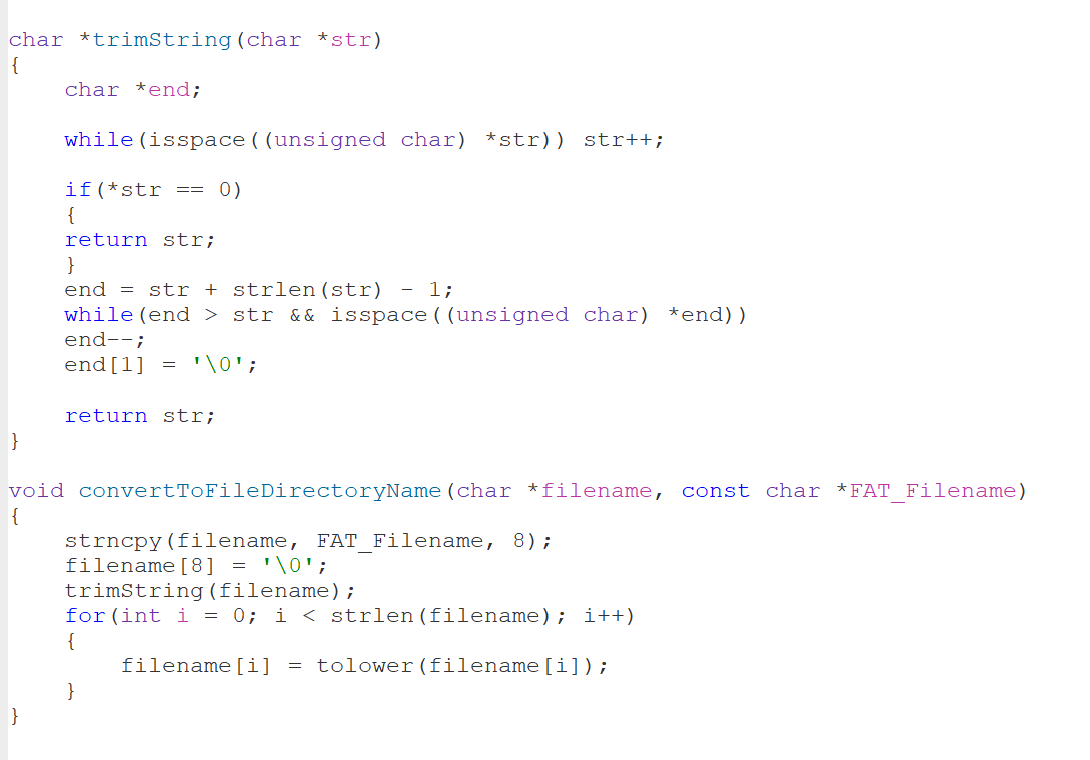 char *trimString(char *str)
{
    char *end;

    while(isspace((unsigned char) *str)) str++;

    if(*str == 0)
    {
    return str;
    }
    end = str + strlen(str) - 1;
    while(end > str && isspace((unsigned char) *end))
    end--;
    end[1] = '\0';

    return str;
}

void convertToFileDirectoryName(char *filename, const char *FAT_Filename)
{
    strncpy(filename, FAT_Filename, 8);
    filename[8] = '\0';
    trimString(filename);
    for(int i = 0; i < strlen(filename); i++)
    {
        filename[i] = tolower(filename[i]);
    }
}